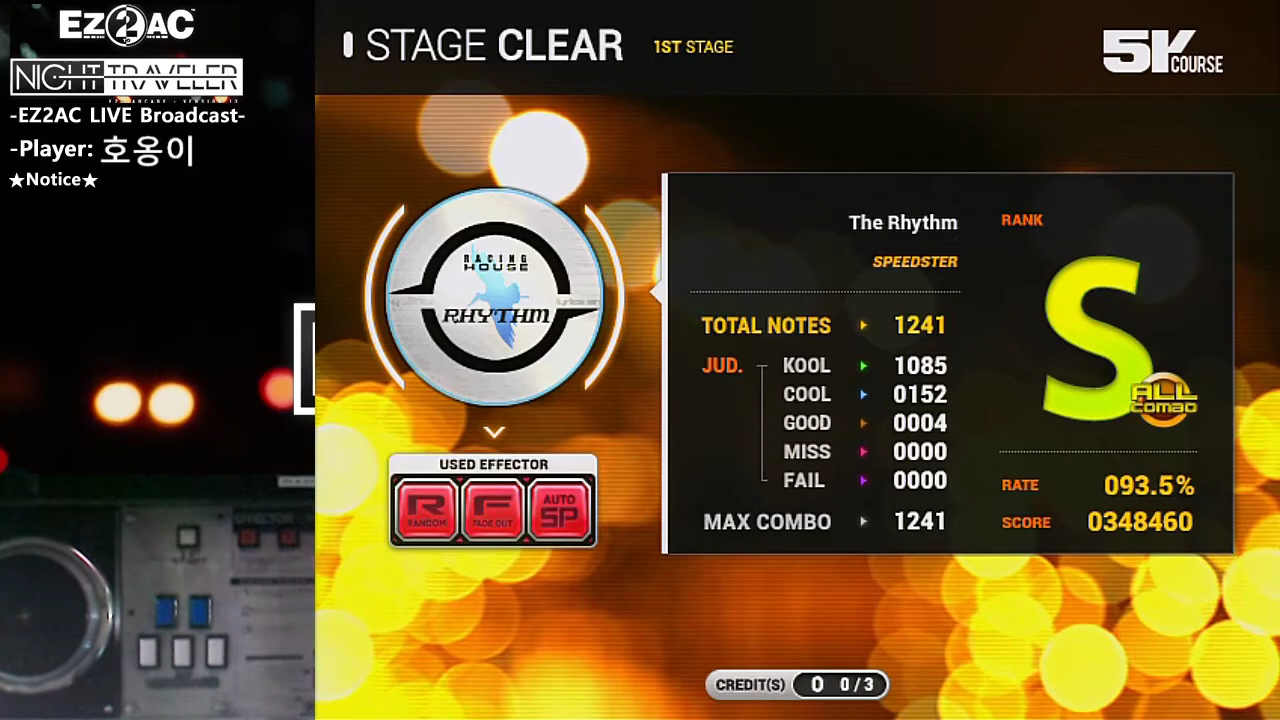 EZ2AC
NIGHT TRAVELER
-EZ2AC LIVE Broadcast-
-Player: 호옹이
★Notice★
STAGE CLEAR 1ST STAGE
5K COURSE
RACING
HOUSE
RHYTHM
USED EFFECTOR
R RANDOM
F FADE OUT
AUTO SP
The Rhythm
SPEEDSTER
TOTAL NOTES 1241
JUD. KOOL 1085
COOL 0152
GOOD 0004
MISS 0000
FAIL 0000
MAX COMBO 1241
RANK
S
ALL COMBO
RATE 093.5%
SCORE 0348460
CREDIT(S) 0 0/3